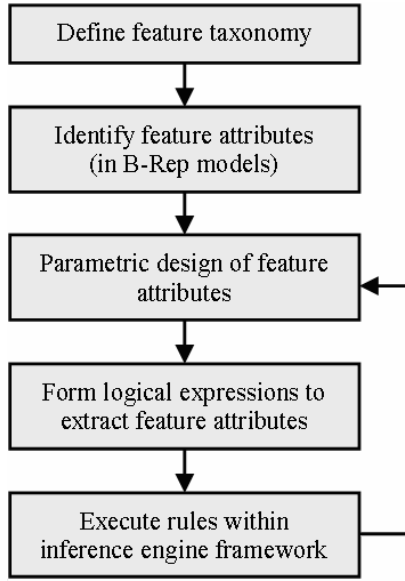 Define feature taxonomy
Identify feature attributes
(in B-Rep models)
Parametric design of feature
attributes
Form logical expressions to
extract feature attributes
Execute rules within
inference engine framework